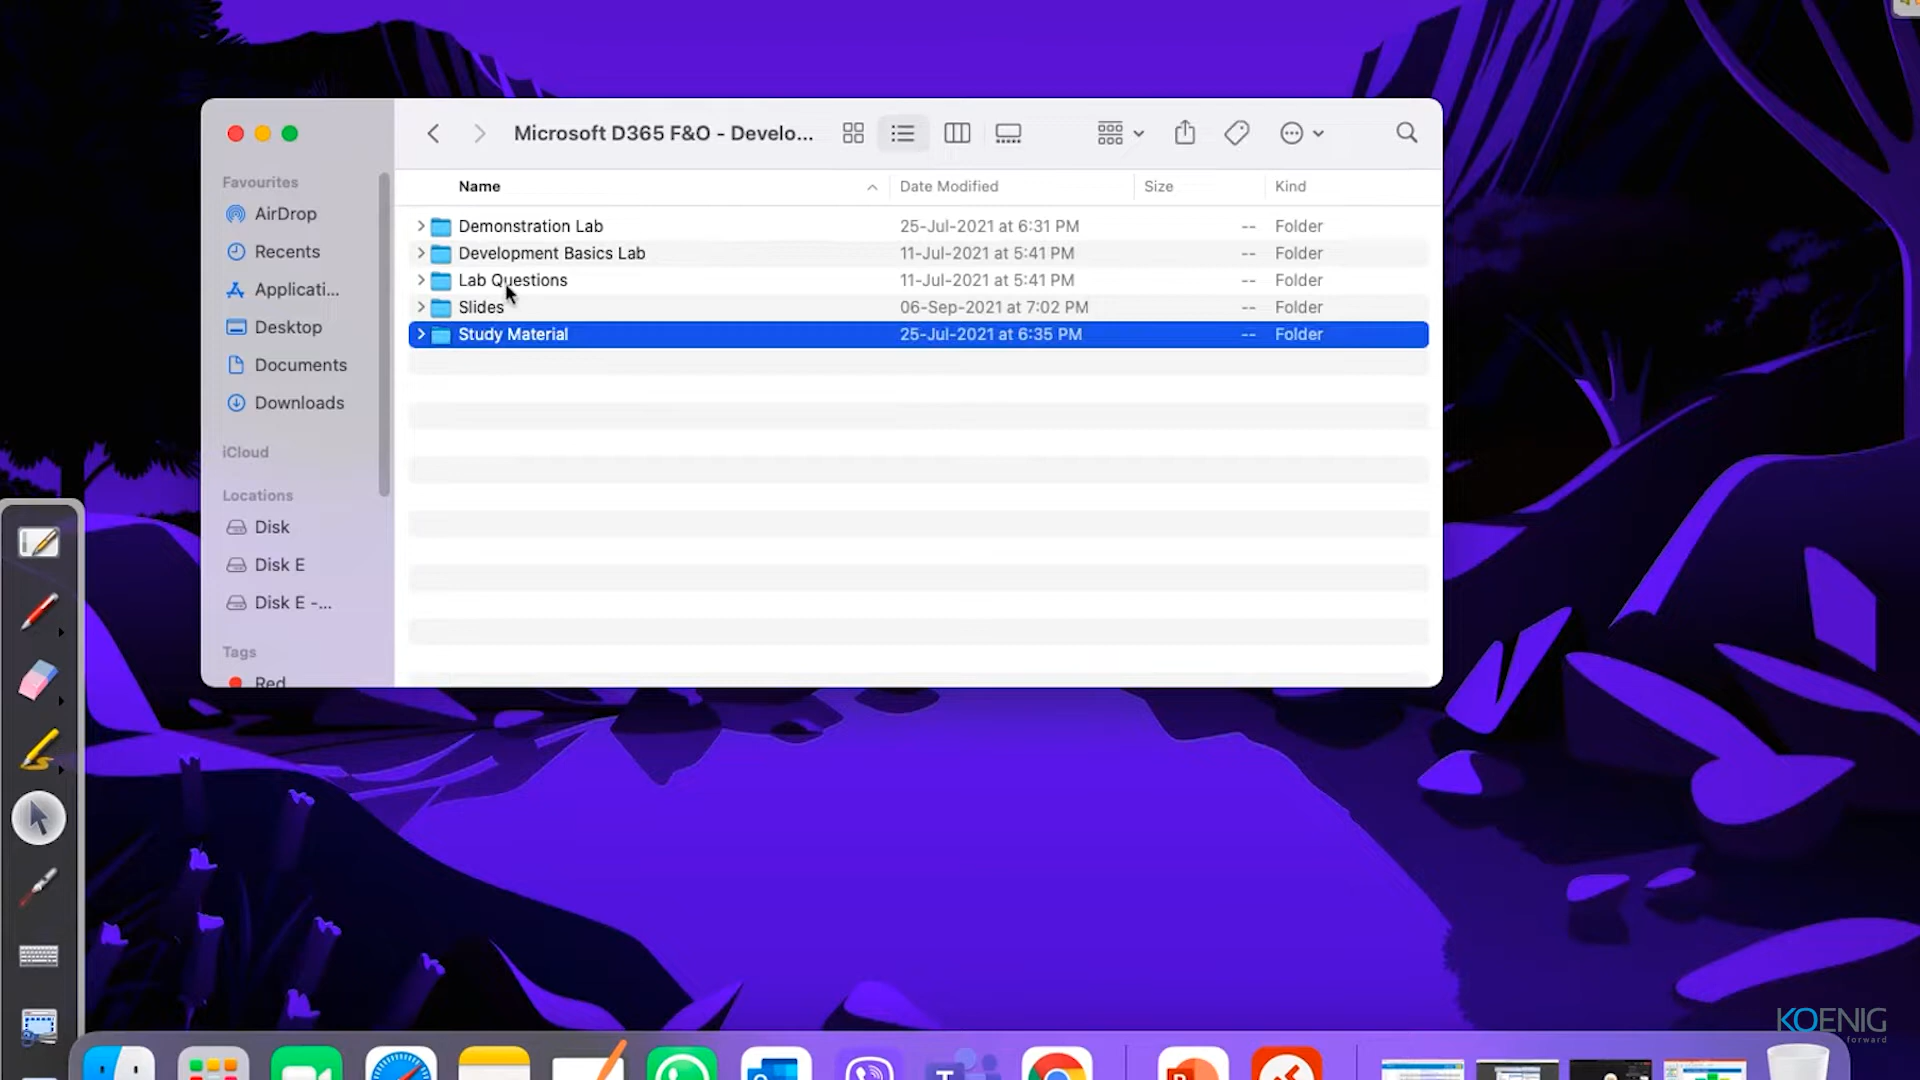 Microsoft D365 F&O - Develo...
Favourites
AirDrop
Recents
Applicati...
Desktop
Documents
Downloads
iCloud
Locations
Disk
Disk E
Disk E -...
Tags
Red
Name Date Modified Size Kind
Demonstration Lab 25-Jul-2021 at 6:31 PM -- Folder
Development Basics Lab 11-Jul-2021 at 5:41 PM -- Folder
Lab Questions 11-Jul-2021 at 5:41 PM -- Folder
Slides 06-Sep-2021 at 7:02 PM -- Folder
Study Material 25-Jul-2021 at 6:35 PM -- Folder
KOENIG
forward